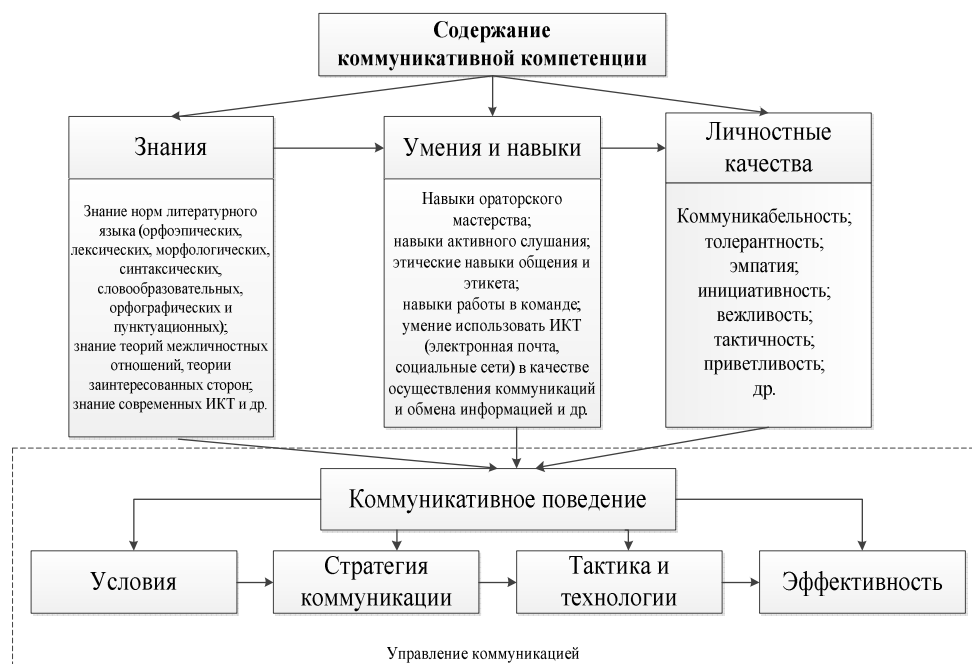 Содержание
коммуникативной компетенции
Знания
Знание норм литературного
языка (орфоэпических,
лексических, морфологических,
синтаксических,
словообразовательных,
орфографических и
пунктуационных);
знание теорий межличностных
отношений, теории
заинтересованных сторон;
знание современных ИКТ и др.
Умения и навыки
Навыки ораторского
мастерства;
навыки активного слушания;
этические навыки общения и
этикета;
навыки работы в команде;
умение использовать ИКТ
(электронная почта,
социальные сети) в качестве
осуществления коммуникаций
и обмена информацией и др.
Личностные
качества
Коммуникабельность;
толерантность;
эмпатия;
инициативность;
вежливость;
тактичность;
приветливость;
др.
Коммуникативное поведение
Условия
Стратегия
коммуникации
Тактика и
технологии
Эффективность
Управление коммуникацией